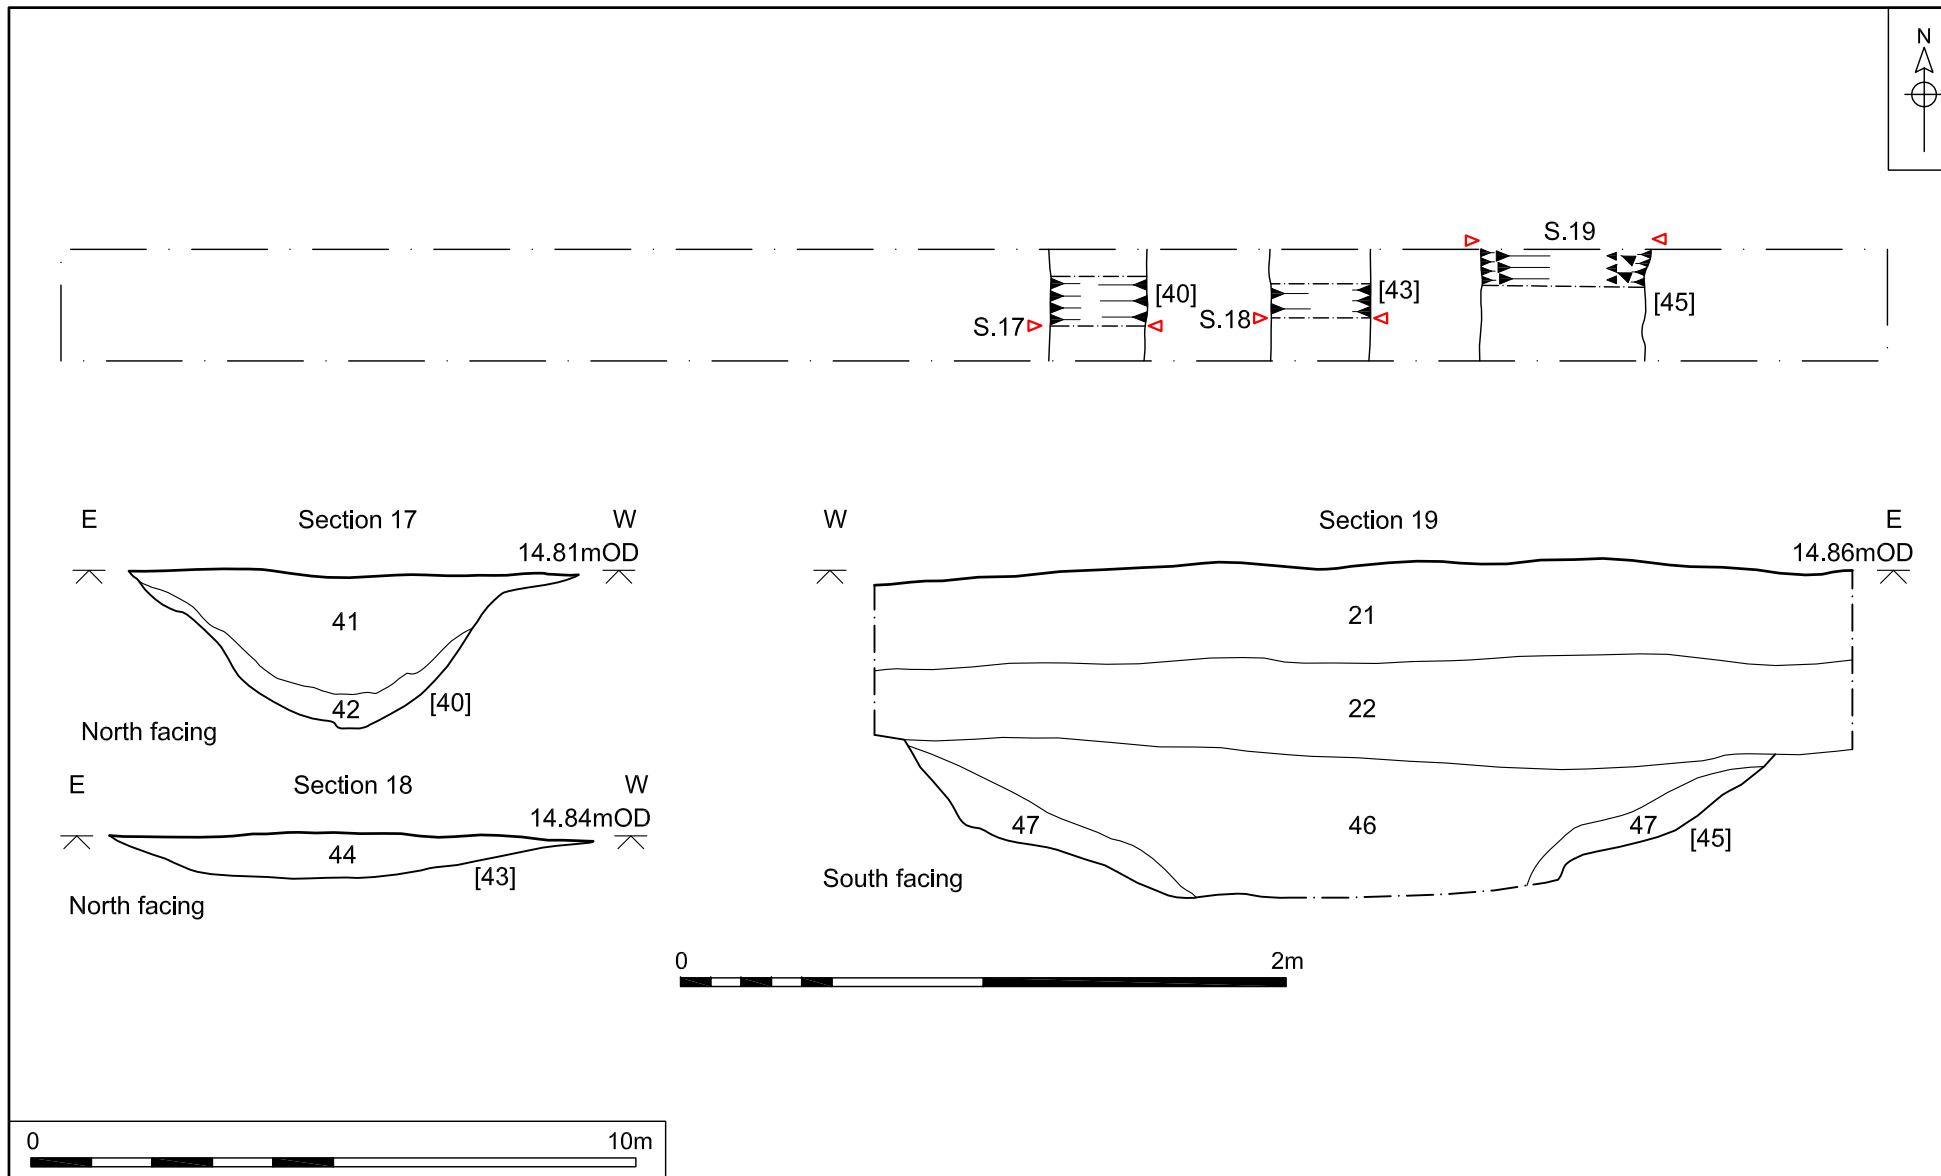 N
S.19
[40]
[43]
[45]
S.17
S.18
E
Section 17
W
14.81mOD
41
42
[40]
North facing
E
Section 18
W
14.84mOD
44
[43]
North facing
W
Section 19
E
14.86mOD
21
22
47
46
47
[45]
South facing
0
2m
0
10m